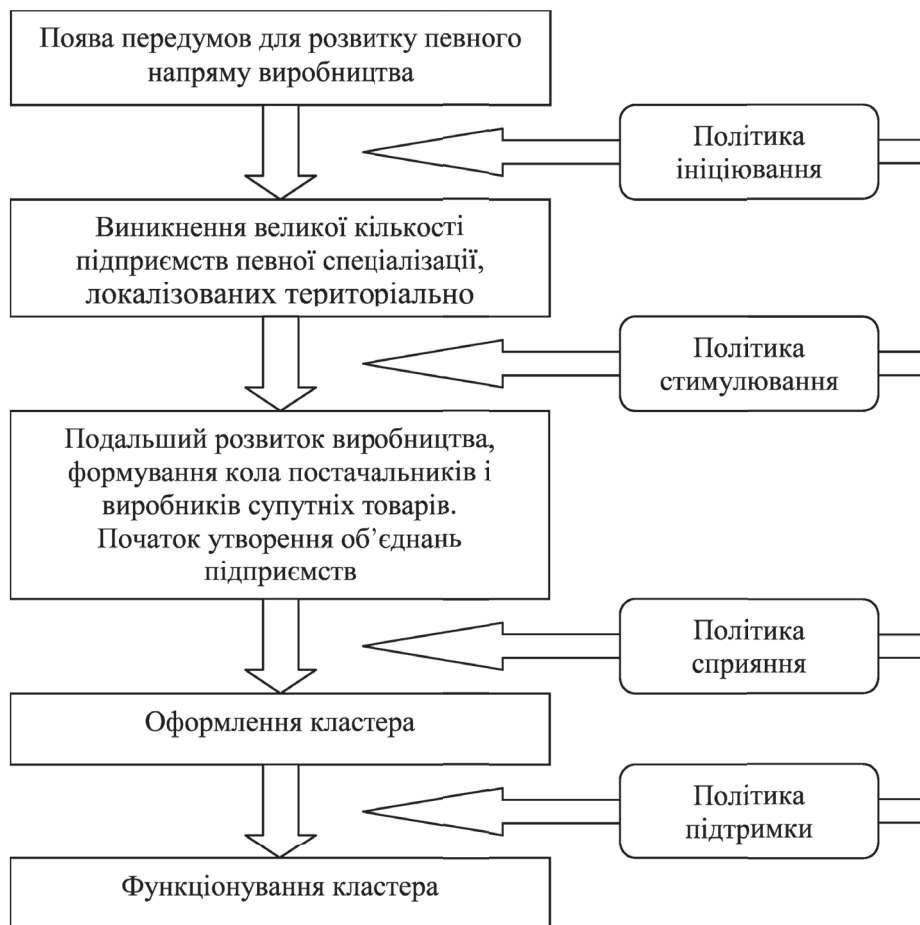 Поява передумов для розвитку певного
напряму виробництва
Політика
ініціювання
Виникнення великої кількості
підприємств певної спеціалізації,
локалізованих територіально
Політика
стимулювання
Подальший розвиток виробництва,
формування кола постачальників і
виробників супутніх товарів.
Початок утворення об’єднань
підприємств
Політика
сприяння
Оформлення кластера
Політика
підтримки
Функціонування кластера